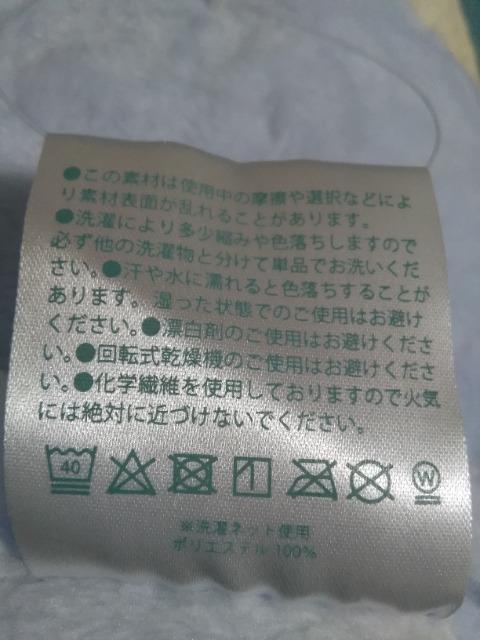 ●この素材は使用中の摩擦や選択などによ
り素材表面が乱れることがあります。
●洗濯により多少縮みや色落ちしますので
必ず他の洗濯物と分けて単品でお洗いくだ
さい。●汗や水に濡れると色落ちすることが
あります。湿った状態でのご使用はお避け
ください。●漂白剤のご使用はお避けくださ
い。●回転式乾燥機のご使用はお避けくださ
い。●化学繊維を使用しておりますので火気
には絶対に近づけないでください。
40 W
※洗濯ネット使用
ポリエステル 100%